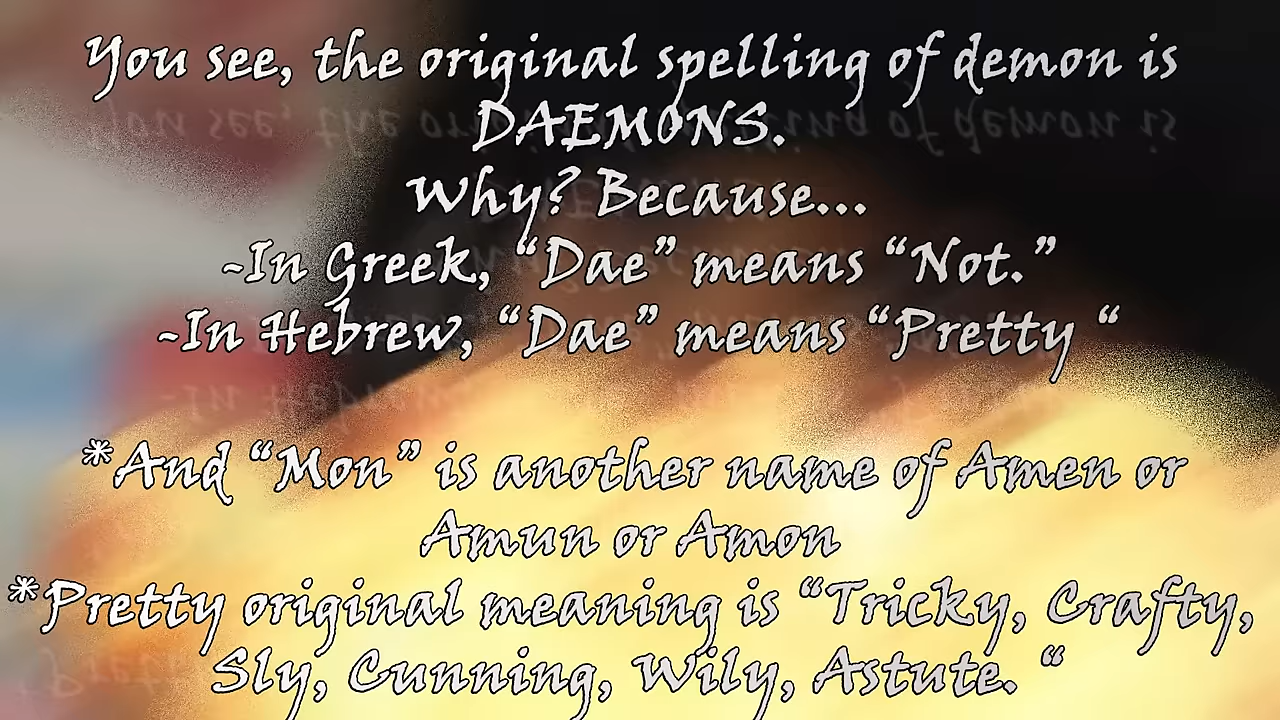 You see, the original spelling of demon is
DAEMONS.
Why? Because...
-In Greek, “Dae” means “Not.”
-In Hebrew, “Dae” means “Pretty “
*And “Mon” is another name of Amen or
Amun or Amon
*Pretty original meaning is “Tricky, Crafty,
Sly, Cunning, Wily, Astute. “